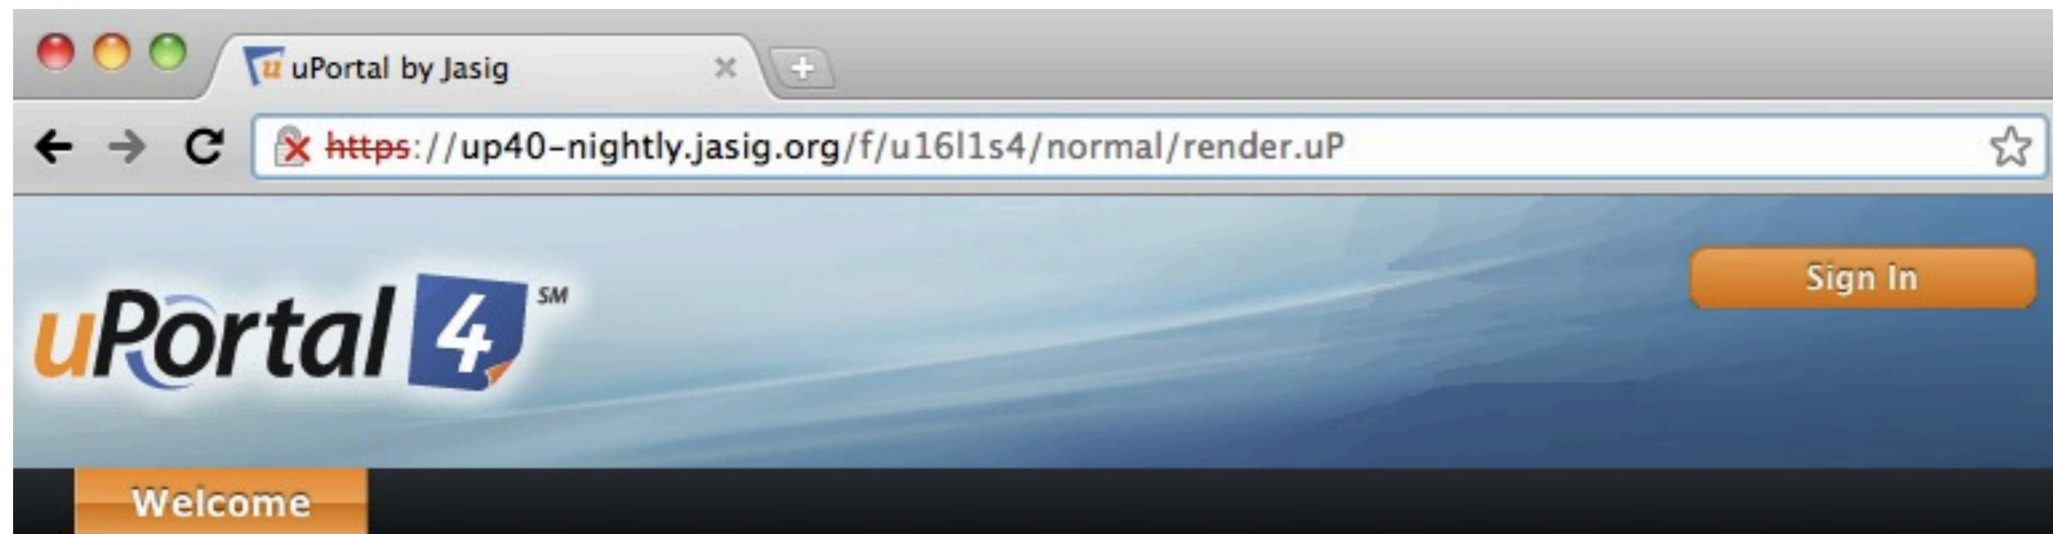 uPortal by Jasig
https://up40-nightly.jasig.org/f/u16l1s4/normal/render.uP
Sign In
uPortal 4 SM
Welcome